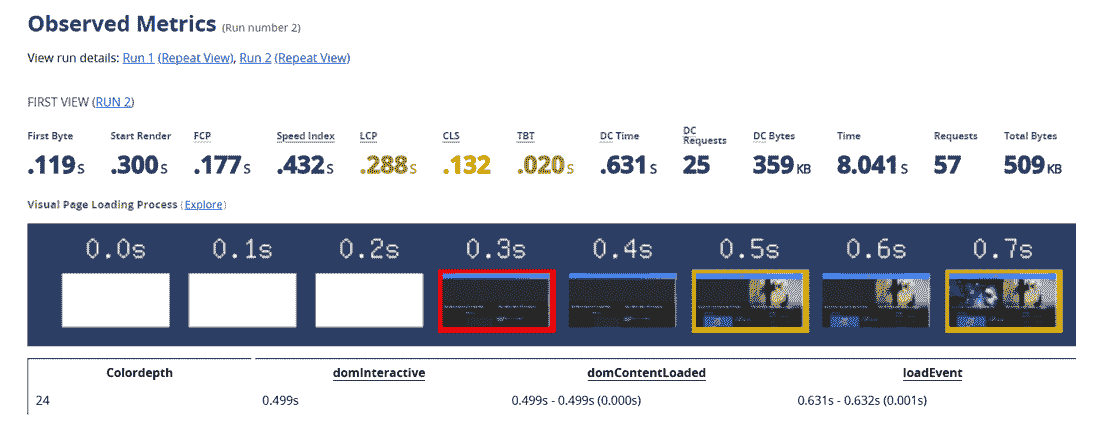 Observed Metrics (Run number 2)
View run details: Run 1 (Repeat View), Run 2 (Repeat View)
FIRST VIEW (RUN 2)
First Byte Start Render FCP Speed Index LCP CLS TBT DC Time DC Requests DC Bytes Time Requests Total Bytes
.119s .300s .177s .432s .288s .132 .020s .631s 25 359KB 8.041s 57 509KB
Visual Page Loading Process (Explore)
0.0s 0.1s 0.2s 0.3s 0.4s 0.5s 0.6s 0.7s
Colordepth domInteractive domContentLoaded loadEvent
24 0.499s 0.499s - 0.499s (0.000s) 0.631s - 0.632s (0.001s)